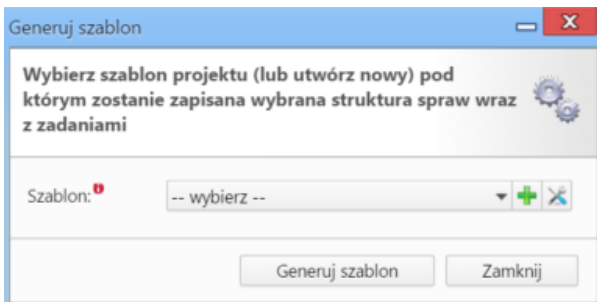 Generuj szablon
Wybierz szablon projektu (lub utwórz nowy) pod
którym zostanie zapisana wybrana struktura spraw wraz
z zadaniami
Szablon:
-- wybierz --
Generuj szablon
Zamknij